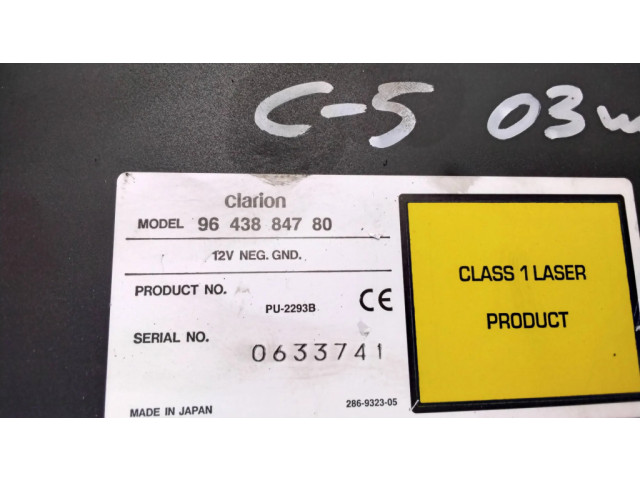 C-5 03
clarion
MODEL 96 438 847 80
12V NEG. GND.
PRODUCT NO. PU-2293B
CE
SERIAL NO. 0633741
MADE IN JAPAN 286-9323-05
CLASS 1 LASER
PRODUCT